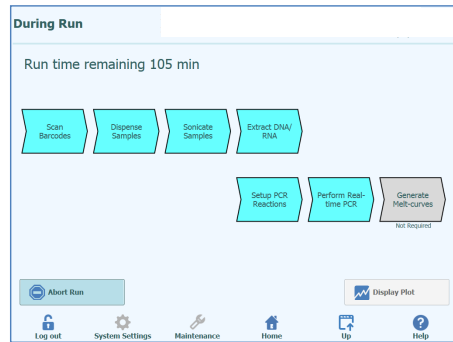 During Run
Run time remaining 105 min
Scan
Barcodes
Dispense
Samples
Sonicate
Samples
Extract DNA/
RNA
Setup PCR
Reactions
Perform Real-
time PCR
Generate
Melt-curves
Not Required
Abort Run
Display Plot
Log out
System Settings
Maintenance
Home
Up
Help